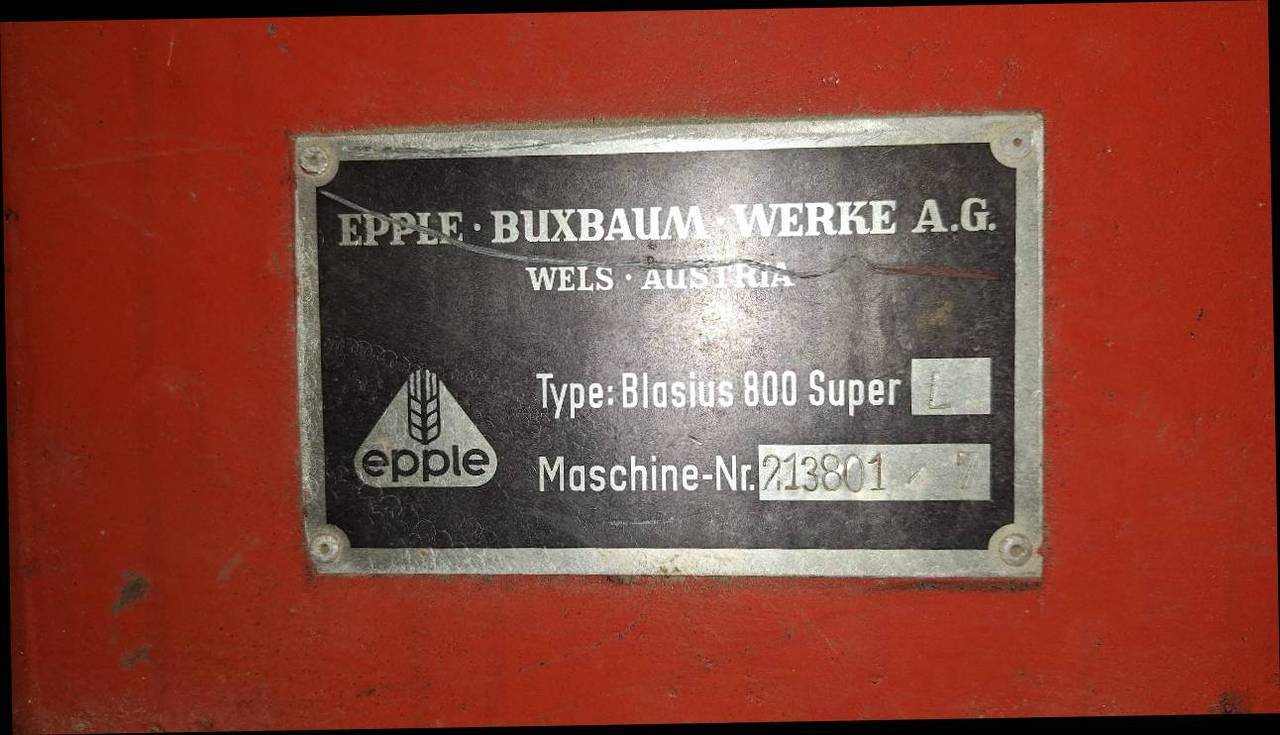 EPPLE · BUXBAUM · WERKE A.G.
WELS · AUSTRIA
Type: Blasius 800 Super L
epple
Maschine-Nr. 213801 / 7